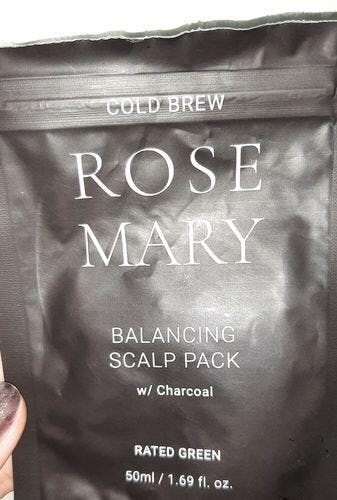 COLD BREW
ROSE
MARY
BALANCING
SCALP PACK
w/ Charcoal
RATED GREEN
50ml / 1.69 fl. oz.